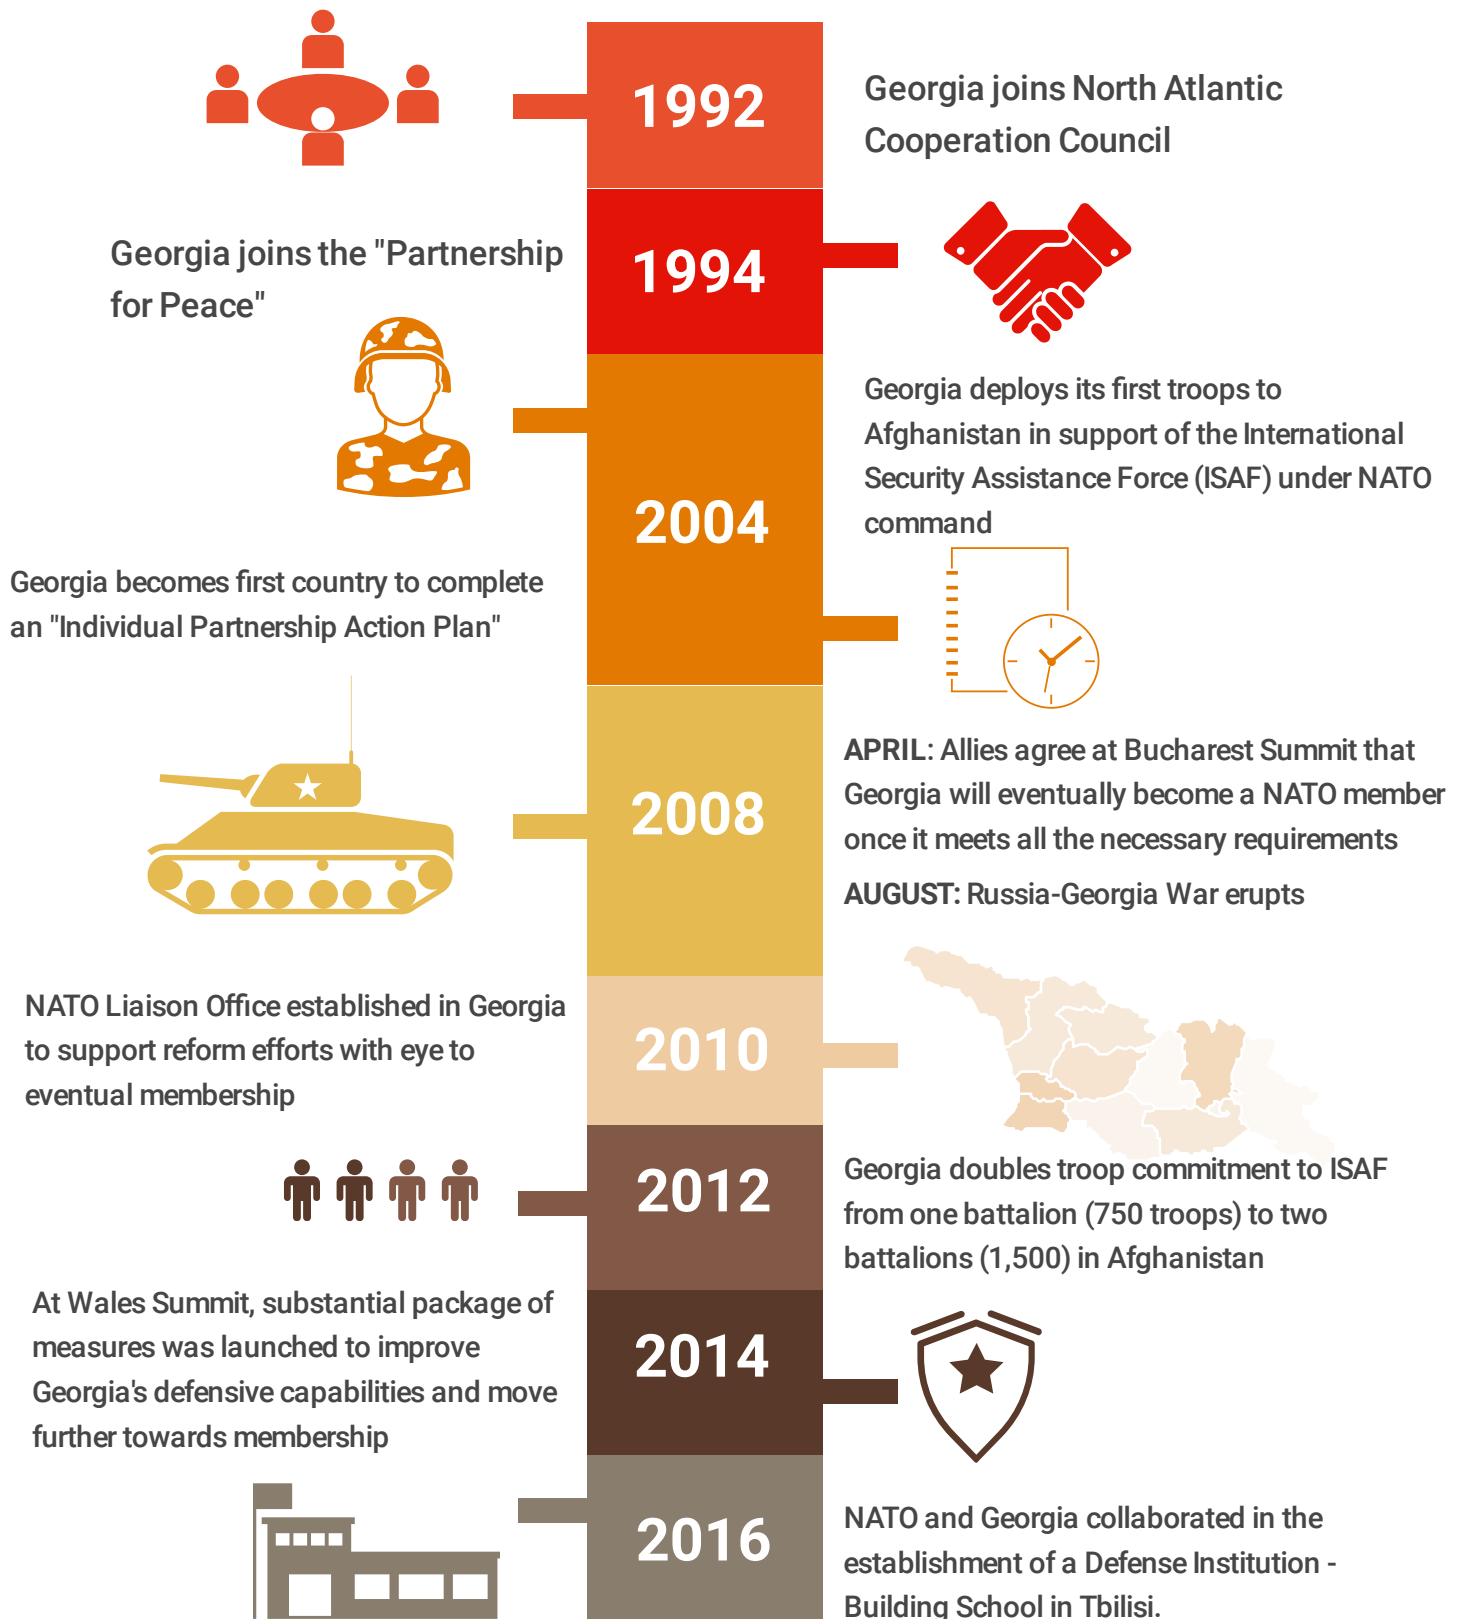 1992
Georgia joins North Atlantic
Cooperation Council
1994
Georgia joins the "Partnership
for Peace"
2004
Georgia deploys its first troops to
Afghanistan in support of the International
Security Assistance Force (ISAF) under NATO
command
Georgia becomes first country to complete
an "Individual Partnership Action Plan"
2008
APRIL: Allies agree at Bucharest Summit that
Georgia will eventually become a NATO member
once it meets all the necessary requirements
AUGUST: Russia-Georgia War erupts
2010
NATO Liaison Office established in Georgia
to support reform efforts with eye to
eventual membership
2012
Georgia doubles troop commitment to ISAF
from one battalion (750 troops) to two
battalions (1,500) in Afghanistan
2014
At Wales Summit, substantial package of
measures was launched to improve
Georgia's defensive capabilities and move
further towards membership
2016
NATO and Georgia collaborated in the
establishment of a Defense Institution -
Building School in Tbilisi.